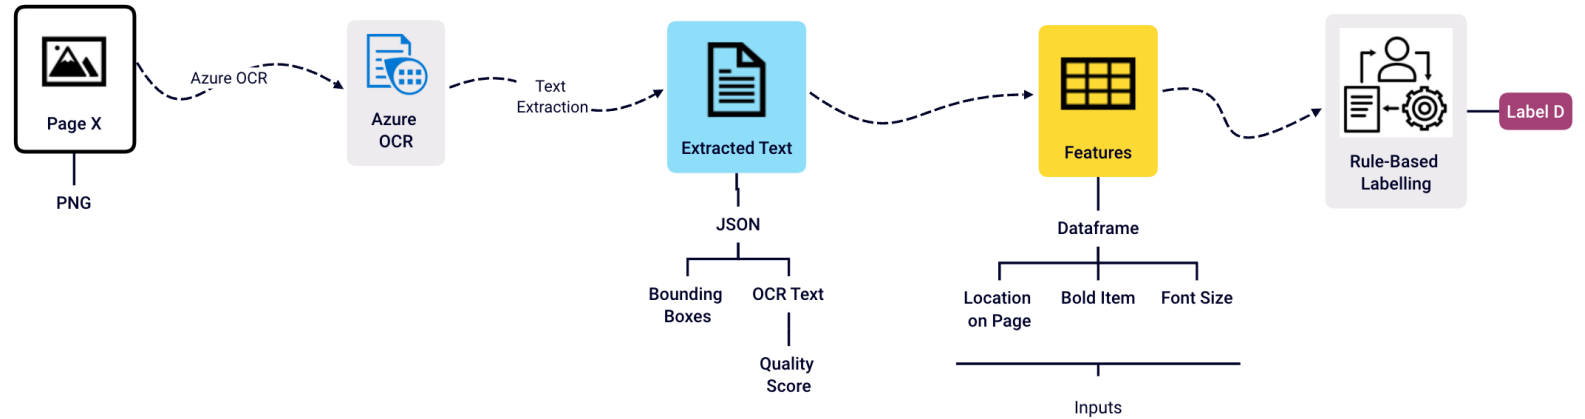 Page X
PNG
Azure OCR
Azure
OCR
Text
Extraction
Extracted Text
JSON
Bounding
Boxes
OCR Text
Quality
Score
Features
Dataframe
Location
on Page
Bold Item
Font Size
Inputs
Rule-Based
Labelling
Label D